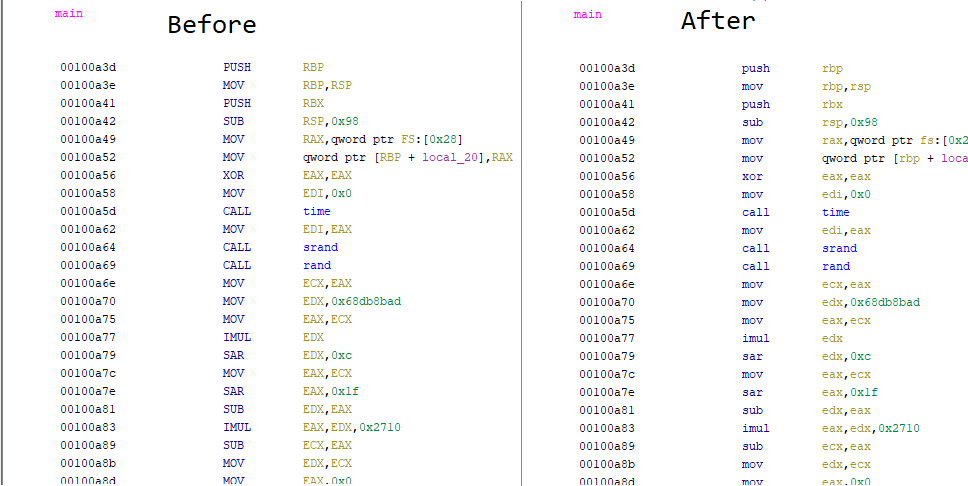 main
Before
00100a3d PUSH RBP
00100a3e MOV RBP,RSP
00100a41 PUSH RBX
00100a42 SUB RSP,0x98
00100a49 MOV RAX,qword ptr FS:[0x28]
00100a52 MOV qword ptr [RBP + local_20],RAX
00100a56 XOR EAX,EAX
00100a58 MOV EDI,0x0
00100a5d CALL time
00100a62 MOV EDI,EAX
00100a64 CALL srand
00100a69 CALL rand
00100a6e MOV ECX,EAX
00100a70 MOV EDX,0x68db8bad
00100a75 MOV EAX,ECX
00100a77 IMUL EDX
00100a79 SAR EDX,0xc
00100a7c MOV EAX,ECX
00100a7e SAR EAX,0x1f
00100a81 SUB EDX,EAX
00100a83 IMUL EAX,EDX,0x2710
00100a89 SUB ECX,EAX
00100a8b MOV EDX,ECX
00100a8d MOV EAX,0x0
main
After
00100a3d push rbp
00100a3e mov rbp,rsp
00100a41 push rbx
00100a42 sub rsp,0x98
00100a49 mov rax,qword ptr fs:[0x2
00100a52 mov qword ptr [rbp + loca
00100a56 xor eax,eax
00100a58 mov edi,0x0
00100a5d call time
00100a62 mov edi,eax
00100a64 call srand
00100a69 call rand
00100a6e mov ecx,eax
00100a70 mov edx,0x68db8bad
00100a75 mov eax,ecx
00100a77 imul edx
00100a79 sar edx,0xc
00100a7c mov eax,ecx
00100a7e sar eax,0x1f
00100a81 sub edx,eax
00100a83 imul eax,edx,0x2710
00100a89 sub ecx,eax
00100a8b mov edx,ecx
00100a8d mov eax,0x0